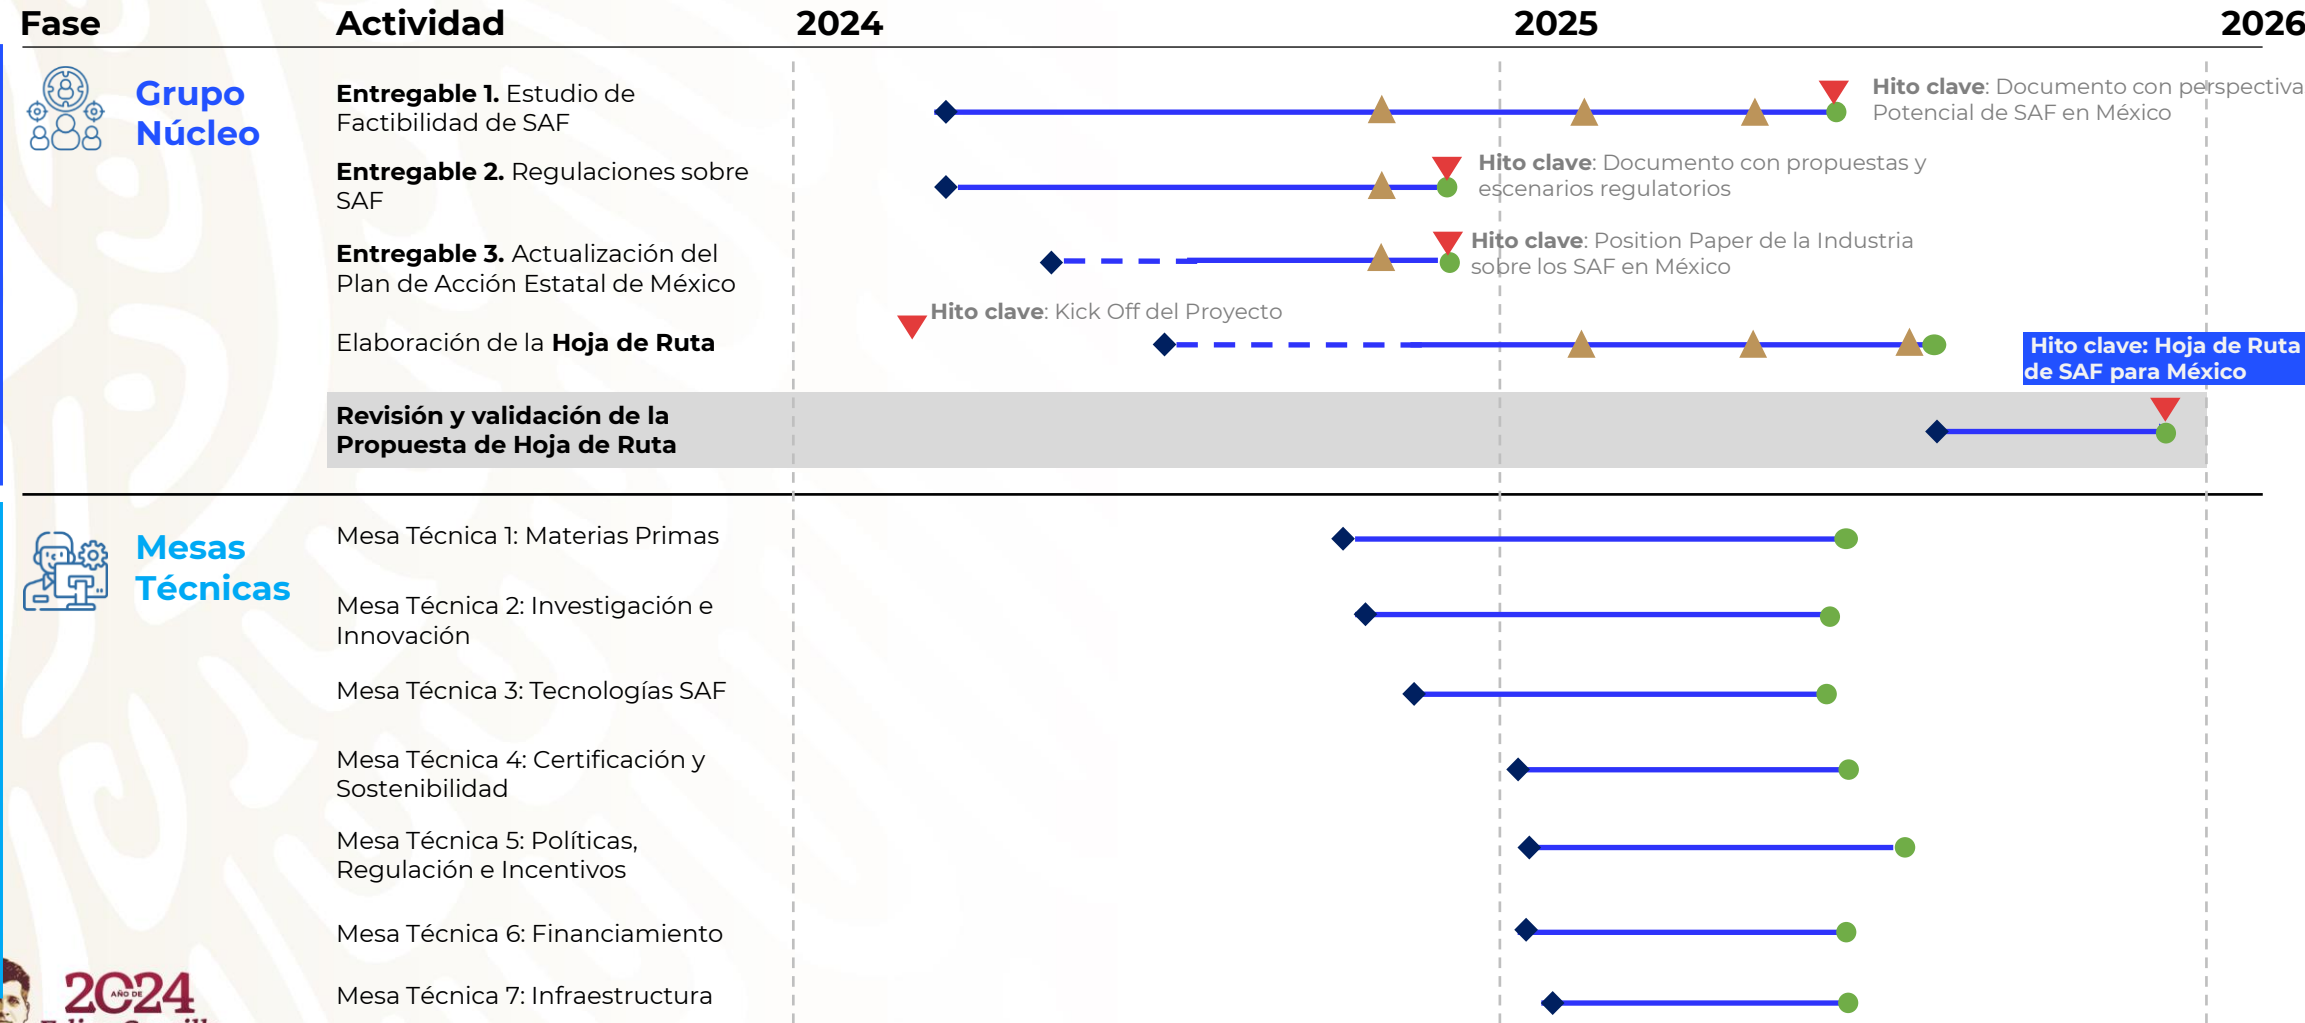 Fase Actividad 2024 2025 2026
Grupo
Núcleo
Entregable 1. Estudio de
Factibilidad de SAF
Hito clave: Documento con perspectiva
Potencial de SAF en México
Entregable 2. Regulaciones sobre
SAF
Hito clave: Documento con propuestas y
escenarios regulatorios
Entregable 3. Actualización del
Plan de Acción Estatal de México
Hito clave: Position Paper de la Industria
sobre los SAF en México
Hito clave: Kick Off del Proyecto
Elaboración de la Hoja de Ruta
Hito clave: Hoja de Ruta
de SAF para México
Revisión y validación de la
Propuesta de Hoja de Ruta
Mesas
Técnicas
Mesa Técnica 1: Materias Primas
Mesa Técnica 2: Investigación e
Innovación
Mesa Técnica 3: Tecnologías SAF
Mesa Técnica 4: Certificación y
Sostenibilidad
Mesa Técnica 5: Políticas,
Regulación e Incentivos
Mesa Técnica 6: Financiamiento
Mesa Técnica 7: Infraestructura
2024
AÑO DE